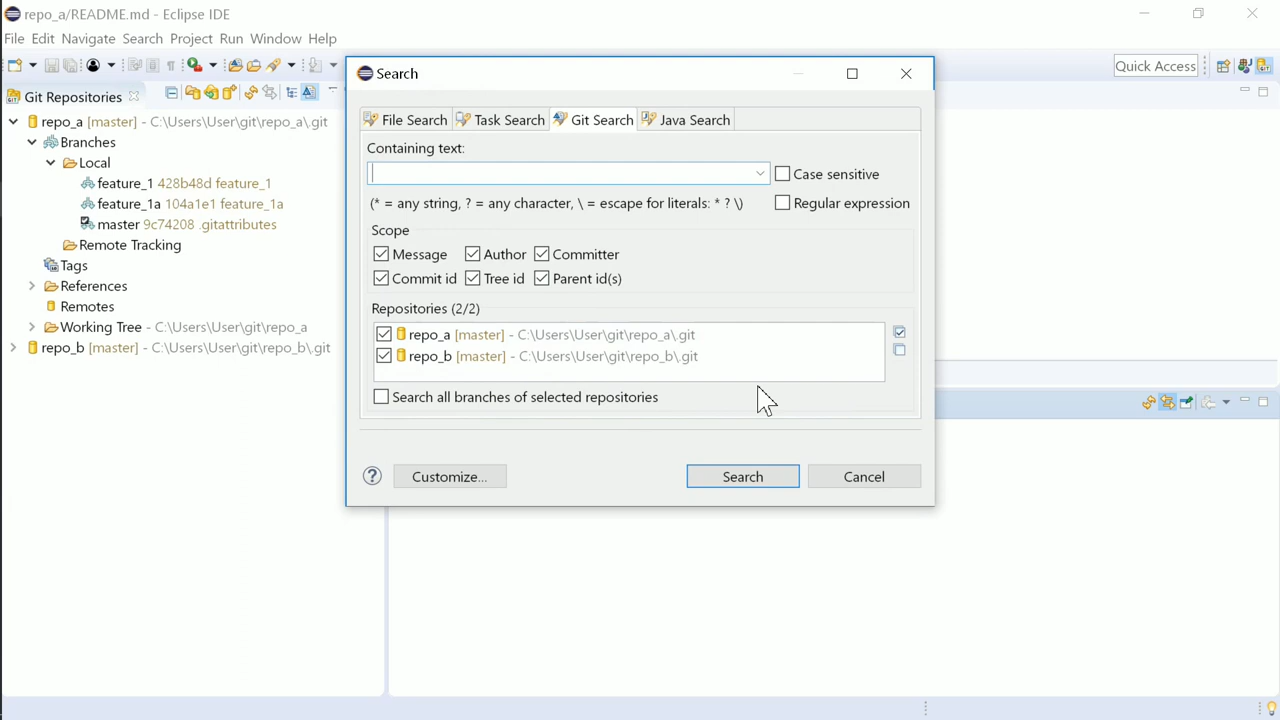 repo_a/README.md - Eclipse IDE
File Edit Navigate Search Project Run Window Help
Quick Access
Git Repositories
repo_a [master] - C:\Users\User\git\repo_a\.git
Branches
Local
feature_1 428b48d feature_1
feature_1a 104a1e1 feature_1a
master 9c74208 .gitattributes
Remote Tracking
Tags
References
Remotes
Working Tree - C:\Users\User\git\repo_a
repo_b [master] - C:\Users\User\git\repo_b\.git
Search
File Search Task Search Git Search Java Search
Containing text:
Case sensitive
(* = any string, ? = any character, \ = escape for literals: * ? \)
Regular expression
Scope
Message Author Committer
Commit id Tree id Parent id(s)
Repositories (2/2)
repo_a [master] - C:\Users\User\git\repo_a\.git
repo_b [master] - C:\Users\User\git\repo_b\.git
Search all branches of selected repositories
? Customize... Search Cancel